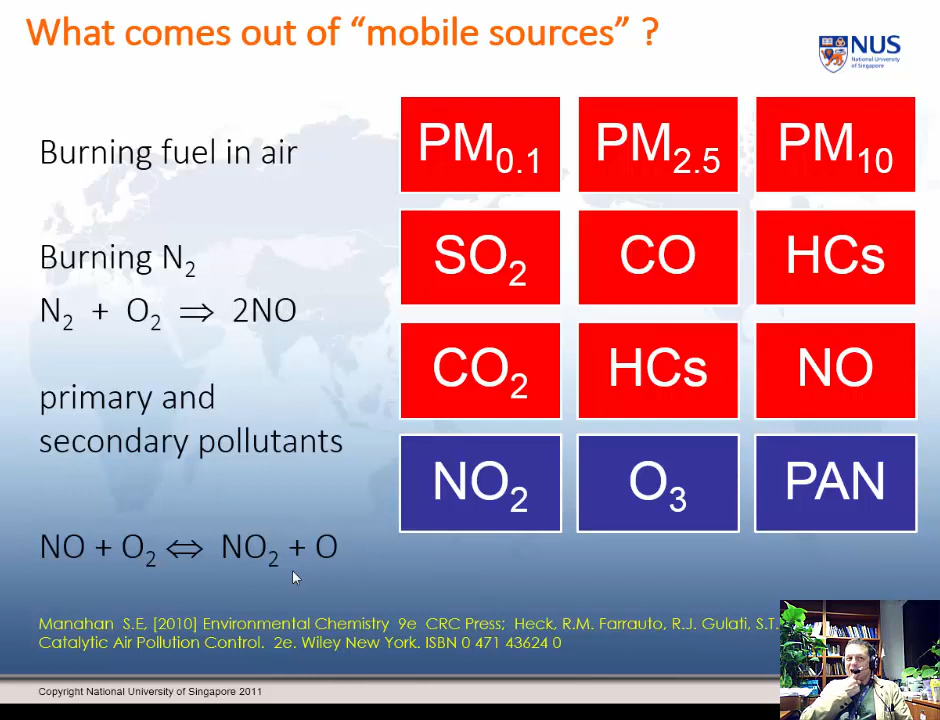 What comes out of “mobile sources” ?
NUS
National University
of Singapore
Burning fuel in air
Burning N₂
N₂ + O₂ ⇒ 2NO
primary and
secondary pollutants
NO + O₂ ⇔ NO₂ + O
PM₀.₁ PM₂.₅ PM₁₀
SO₂ CO HCs
CO₂ HCs NO
NO₂ O₃ PAN
Manahan S.E, [2010] Environmental Chemistry 9e CRC Press; Heck, R.M. Farrauto, R.J. Gulati, S.T.
Catalytic Air Pollution Control. 2e. Wiley New York. ISBN 0 471 43624 0
Copyright National University of Singapore 2011